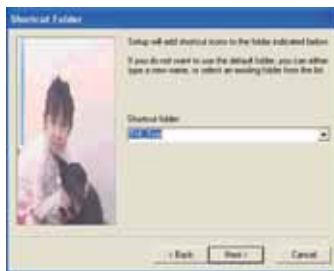 Shortcut Folder
Setup will add shortcut icons to the folder indicated below.
If you do not want to use the default folder, you can either
type a new name, or select an existing folder from the list.
Shortcut folder:
< Back
Next >
Cancel